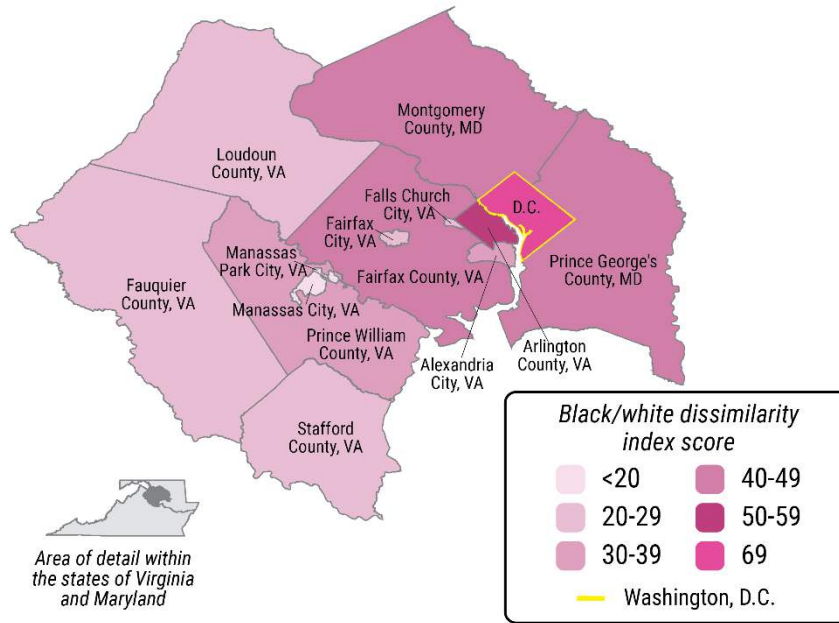 Montgomery
County, MD
Loudoun
County, VA
Falls Church
City, VA
D.C.
Fairfax
City, VA
Manassas
Park City, VA
Prince George's
County, MD
Fauquier
County, VA
Fairfax County, VA
Manassas City, VA
Prince William
County, VA
Alexandria
City, VA
Arlington
County, VA
Stafford
County, VA
Black/white dissimilarity
index score
<20
40-49
20-29
50-59
30-39
69
Washington, D.C.
Area of detail within
the states of Virginia
and Maryland